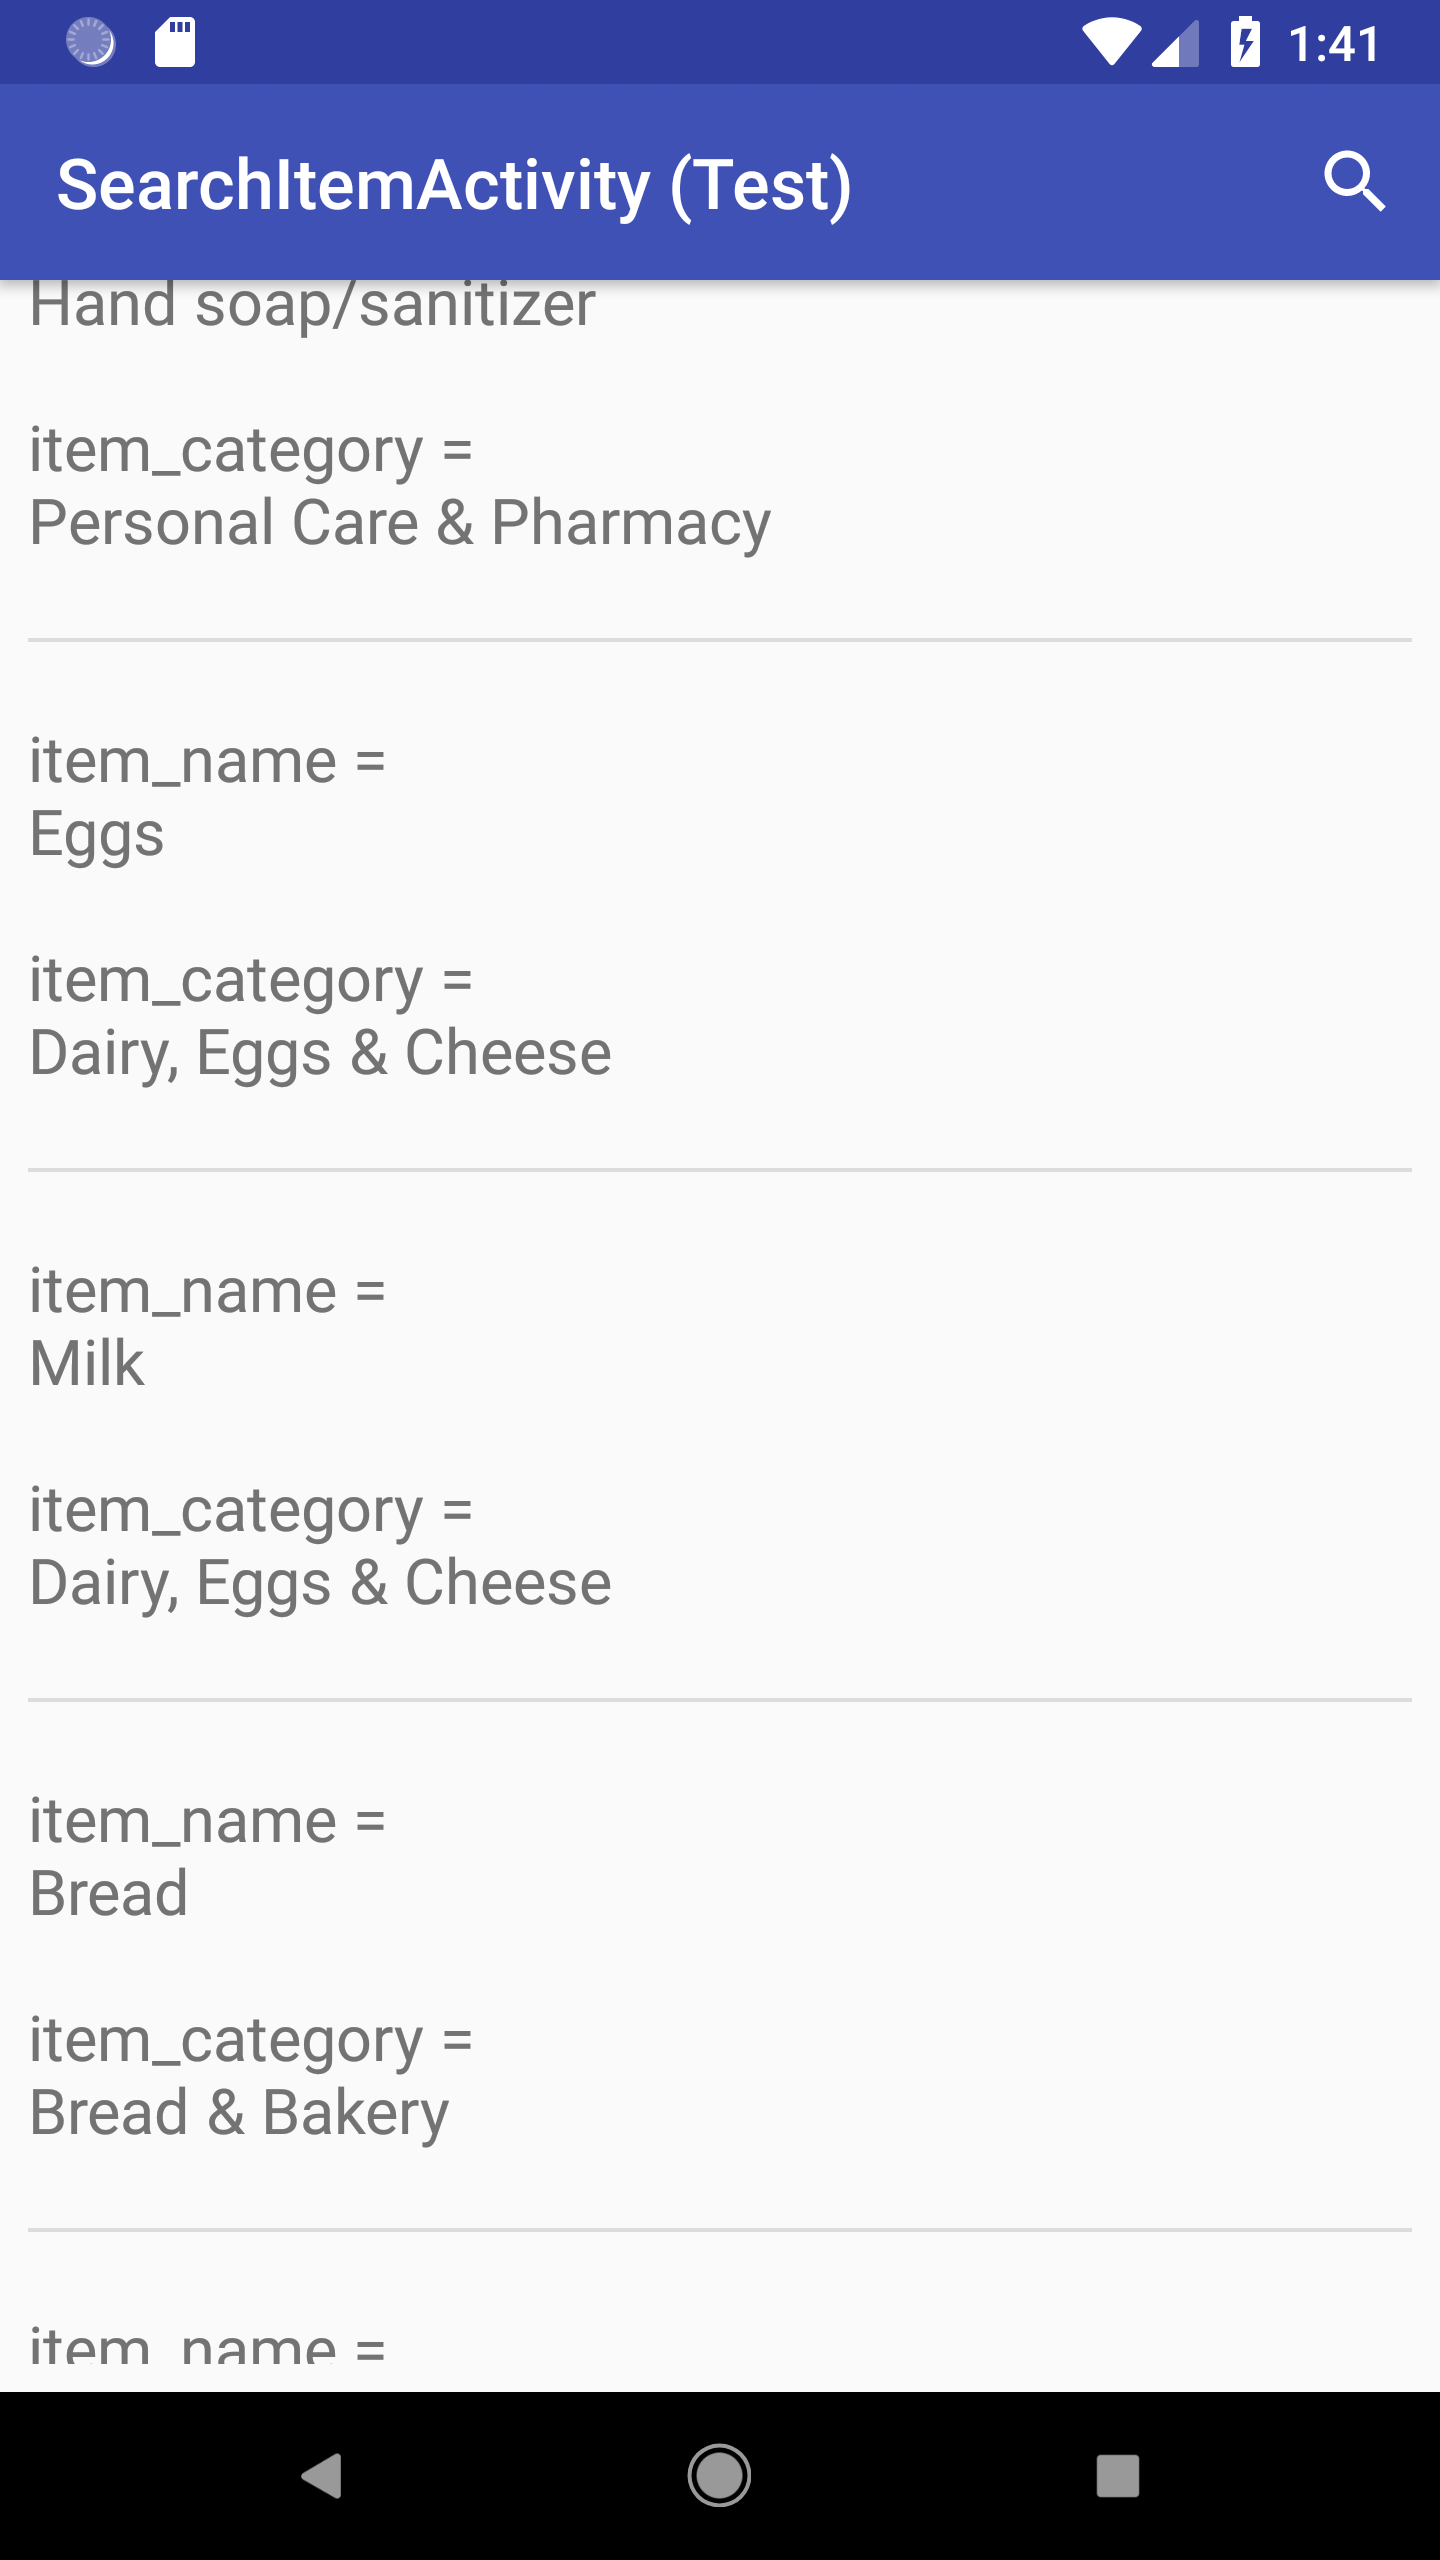 1:41
SearchItemActivity (Test)
Hand soap/sanitizer
item_category =
Personal Care & Pharmacy
item_name =
Eggs
item_category =
Dairy, Eggs & Cheese
item_name =
Milk
item_category =
Dairy, Eggs & Cheese
item_name =
Bread
item_category =
Bread & Bakery
item_name =